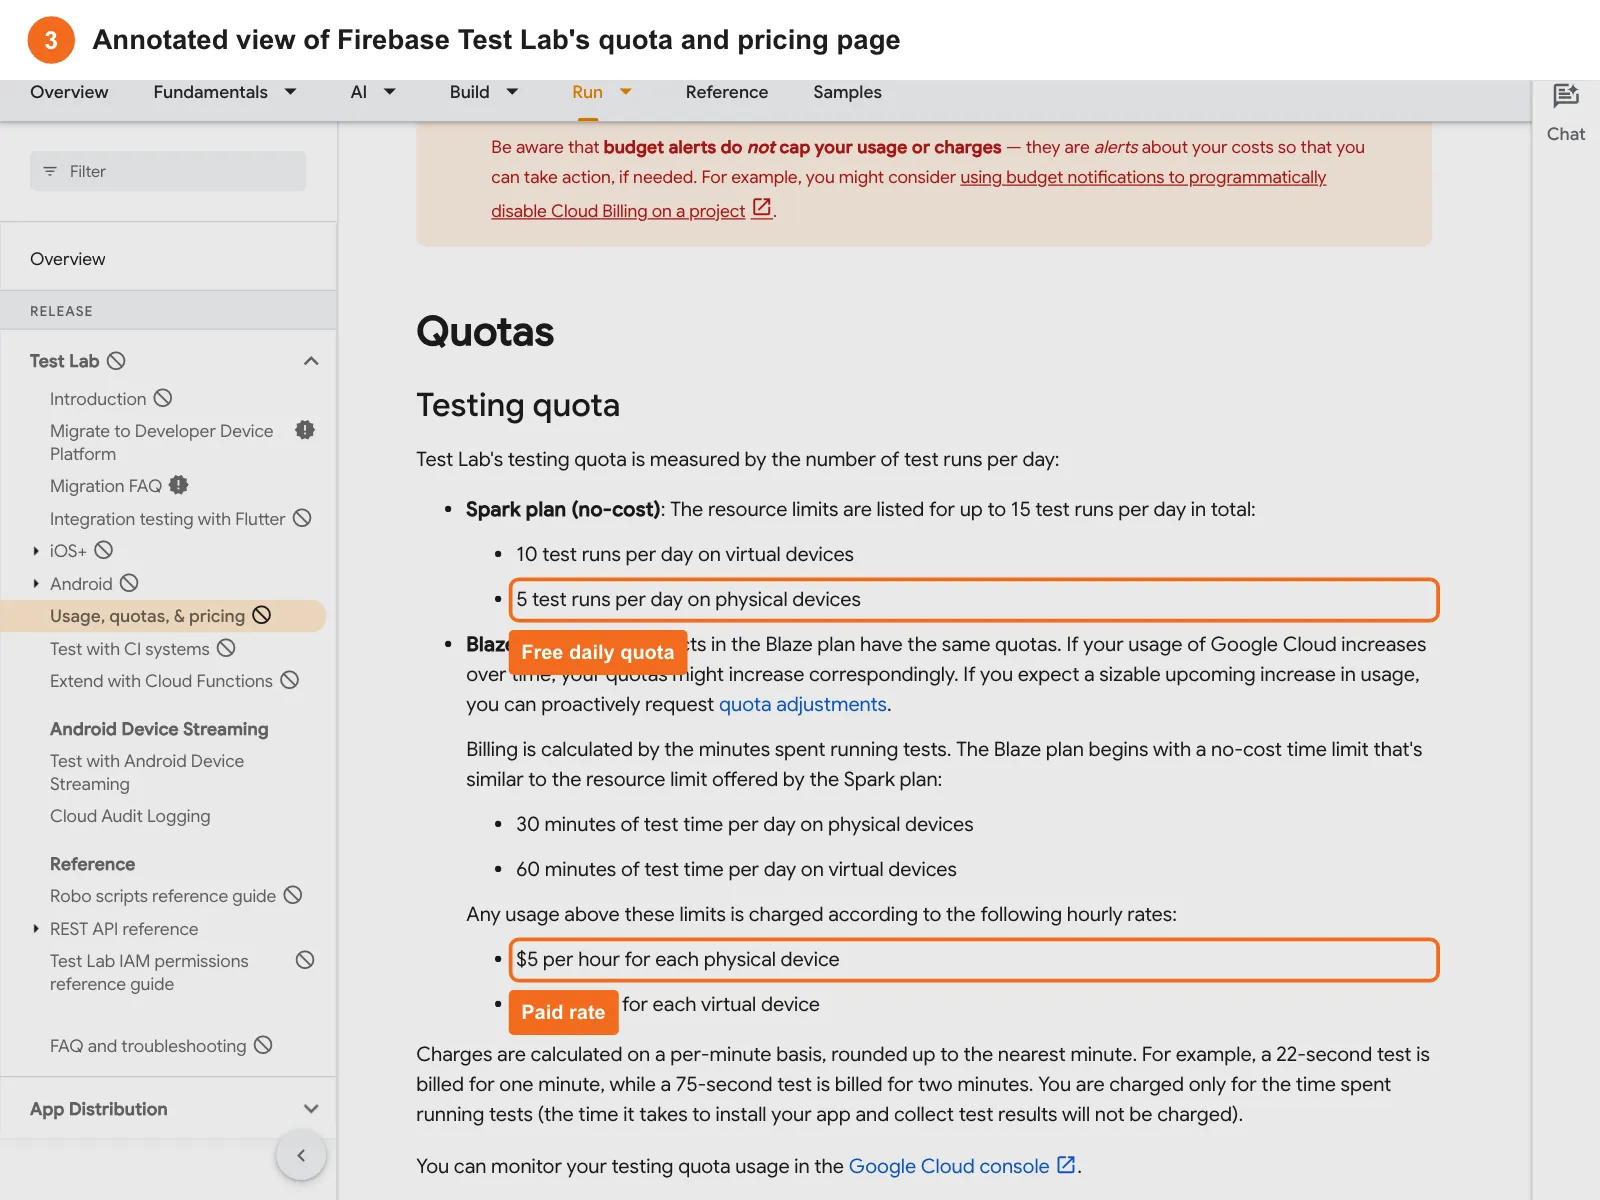 3 Annotated view of Firebase Test Lab's quota and pricing page
Overview Fundamentals AI Build Run Reference Samples
Chat
Filter
Overview
RELEASE
Test Lab
Introduction
Migrate to Developer Device
Platform
Migration FAQ
Integration testing with Flutter
iOS+
Android
Usage, quotas, & pricing
Test with CI systems
Extend with Cloud Functions
Android Device Streaming
Test with Android Device
Streaming
Cloud Audit Logging
Reference
Robo scripts reference guide
REST API reference
Test Lab IAM permissions
reference guide
FAQ and troubleshooting
App Distribution
Be aware that budget alerts do not cap your usage or charges — they are alerts about your costs so that you
can take action, if needed. For example, you might consider using budget notifications to programmatically
disable Cloud Billing on a project.
Quotas
Testing quota
Test Lab's testing quota is measured by the number of test runs per day:
• Spark plan (no-cost): The resource limits are listed for up to 15 test runs per day in total:
• 10 test runs per day on virtual devices
• 5 test runs per day on physical devices
Free daily quota
• in the Blaze plan have the same quotas. If your usage of Google Cloud increases
over might increase correspondingly. If you expect a sizable upcoming increase in usage,
you can proactively request quota adjustments.
Billing is calculated by the minutes spent running tests. The Blaze plan begins with a no-cost time limit that's
similar to the resource limit offered by the Spark plan:
• 30 minutes of test time per day on physical devices
• 60 minutes of test time per day on virtual devices
Any usage above these limits is charged according to the following hourly rates:
• $5 per hour for each physical device
Paid rate
• for each virtual device
Charges are calculated on a per-minute basis, rounded up to the nearest minute. For example, a 22-second test is
billed for one minute, while a 75-second test is billed for two minutes. You are charged only for the time spent
running tests (the time it takes to install your app and collect test results will not be charged).
You can monitor your testing quota usage in the Google Cloud console.